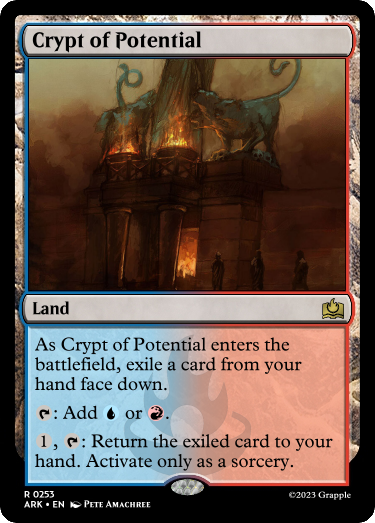 Crypt of Potential
Land
As Crypt of Potential enters the
battlefield, exile a card from your
hand face down.
: Add or .
1, : Return the exiled card to your
hand. Activate only as a sorcery.
R 0253
ARK • EN Pete Amachree
©2023 Grapple